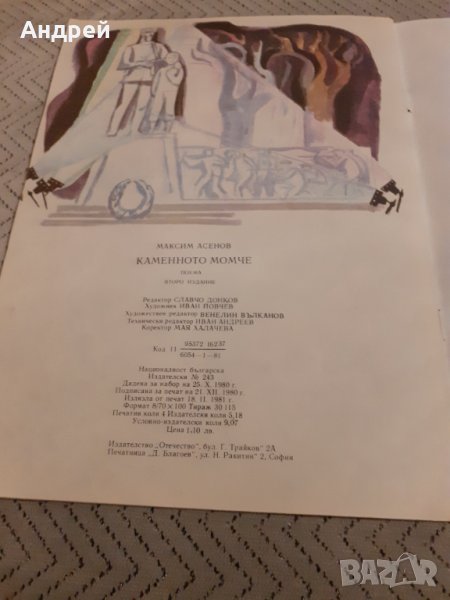 Андрей
МАКСИМ АСЕНОВ
КАМЕННОТО МОМЧЕ
ПОЕМА
ВТОРО ИЗДАНИЕ
Редактор СЛАВЧО ДОНКОВ
Художник ИВАН ЙОВЧЕВ
Художествен редактор ВЕНЕЛИН ВЪЛКАНОВ
Технически редактор ИВАН АНДРЕЕВ
Коректор МАЯ ХАЛАЧЕВА
Код 11 95372 16237
6054—1—81
Националност българска
Издателски № 243
Дадена за набор на 25. X. 1980 г.
Подписана за печат на 21 XII. 1980 г.
Излязла от печат 18. II. 1981 г.
Формат 8/70×100 Тираж 30 115
Печатни коли 4 Издателски коли 5,18
Условно-издателски коли 9,07
Цена 1,10 лв.
Издателство „Отечество“, бул. Г. Трайков“ 2А
Печатница „Д. Благоев“, ул. Н. Ракитин“ 2, София
BAZAR